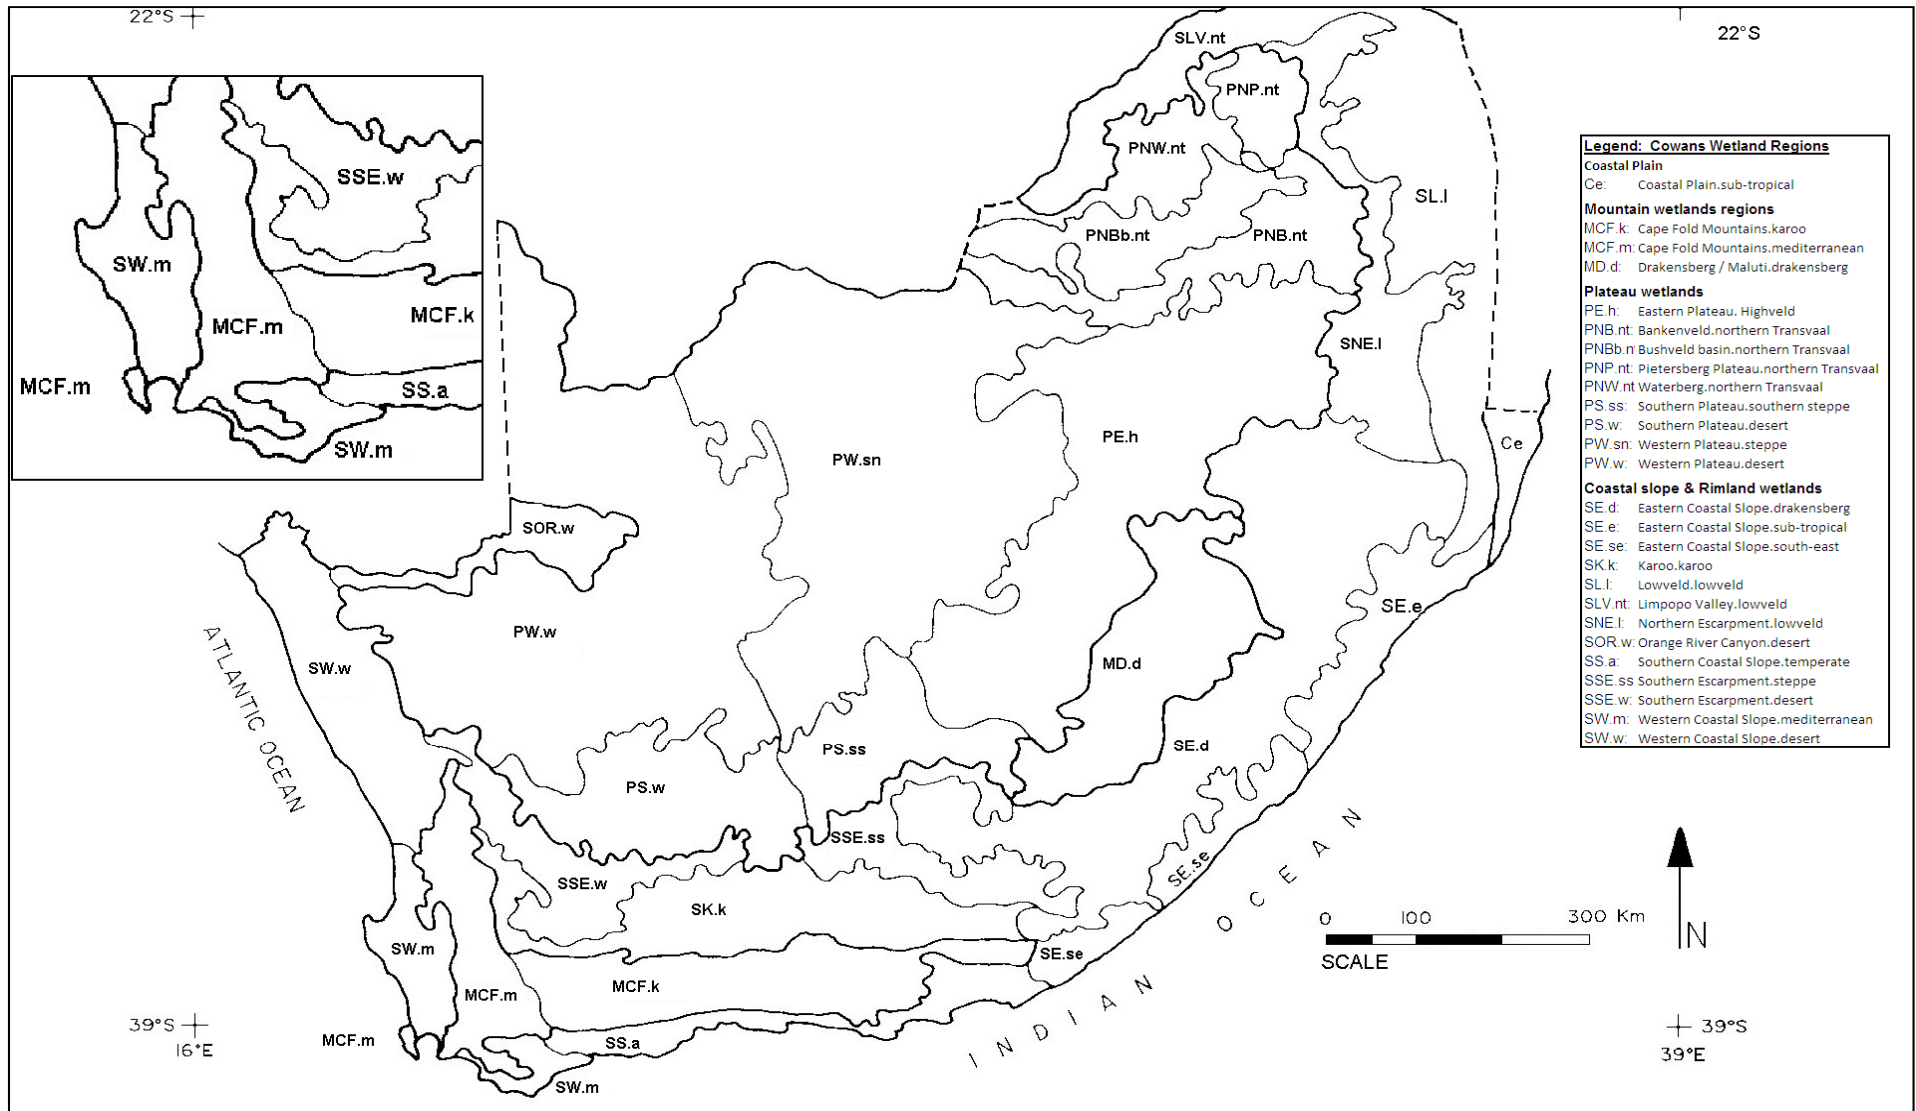 22°S
22°S
SLV.nt
PNP.nt
PNW.nt
SL.l
PNBb.nt
PNB.nt
SNE.l
PE.h
PW.sn
Ce
SOR.w
PW.w
SE.e
SW.w
MD.d
PS.ss
SE.d
PS.w
SSE.ss
SE.se
SSE.w
SK.k
SW.m
SE.se
MCF.k
MCF.m
MCF.m
SS.a
SW.m
ATLANTIC OCEAN
INDIAN OCEAN
SSE.w
SW.m
MCF.k
MCF.m
MCF.m
SS.a
SW.m
Legend: Cowans Wetland Regions
Coastal Plain
Ce: Coastal Plain.sub-tropical
Mountain wetlands regions
MCF.k: Cape Fold Mountains.karoo
MCF.m: Cape Fold Mountains.mediterranean
MD.d: Drakensberg / Maluti.drakensberg
Plateau wetlands
PE.h: Eastern Plateau. Highveld
PNB.nt: Bankenveld.northern Transvaal
PNBb.n Bushveld basin.northern Transvaal
PNP.nt: Pietersberg Plateau.northern Transvaal
PNW.nt Waterberg.northern Transvaal
PS.ss: Southern Plateau.southern steppe
PS.w: Southern Plateau.desert
PW.sn: Western Plateau.steppe
PW.w: Western Plateau.desert
Coastal slope & Rimland wetlands
SE.d: Eastern Coastal Slope.drakensberg
SE.e: Eastern Coastal Slope.sub-tropical
SE.se: Eastern Coastal Slope.south-east
SK.k: Karoo.karoo
SL.l: Lowveld.lowveld
SLV.nt: Limpopo Valley.lowveld
SNE.l: Northern Escarpment.lowveld
SOR.w: Orange River Canyon.desert
SS.a: Southern Coastal Slope.temperate
SSE.ss Southern Escarpment.steppe
SSE.w: Southern Escarpment.desert
SW.m: Western Coastal Slope.mediterranean
SW.w: Western Coastal Slope.desert
0 100 300 Km
SCALE
N
39°S
16°E
39°S
39°E